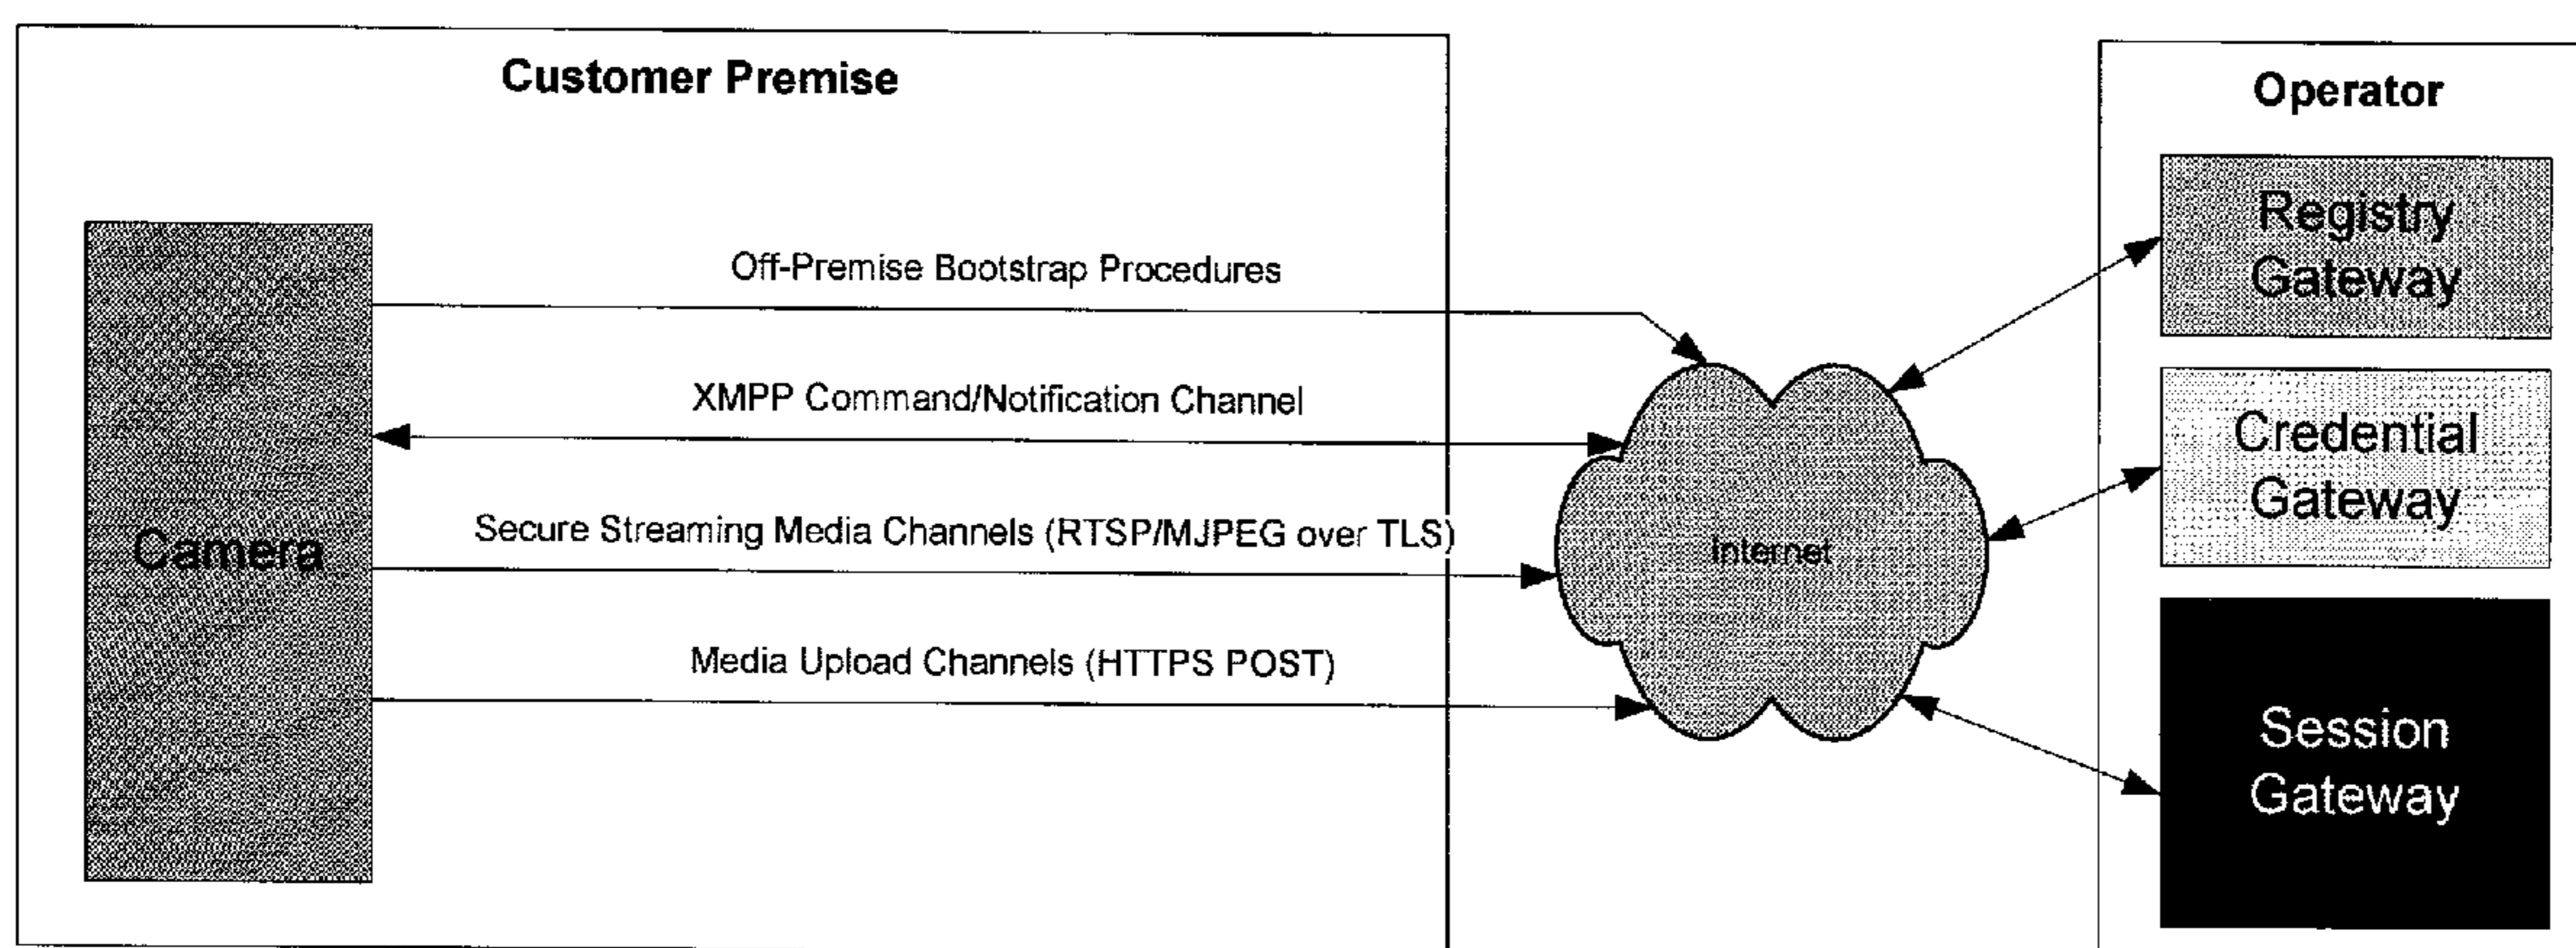 Customer Premise
Operator
Registry
Gateway
Off-Premise Bootstrap Procedures
XMPP Command/Notification Channel
Credential
Gateway
Secure Streaming Media Channels (RTSP/MJPEG over TLS)
Camera
Internet
Media Upload Channels (HTTPS POST)
Session
Gateway